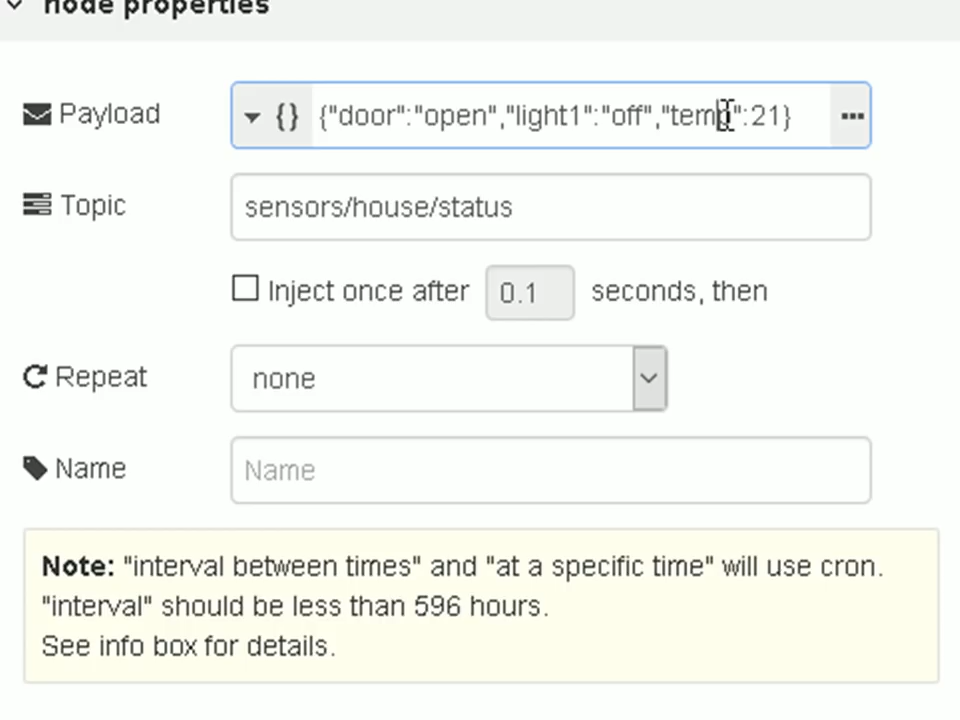 node properties
Payload {} {"door":"open","light1":"off","temp":21} ...
Topic sensors/house/status
Inject once after 0.1 seconds, then
Repeat none
Name Name
Note: "interval between times" and "at a specific time" will use cron.
"interval" should be less than 596 hours.
See info box for details.